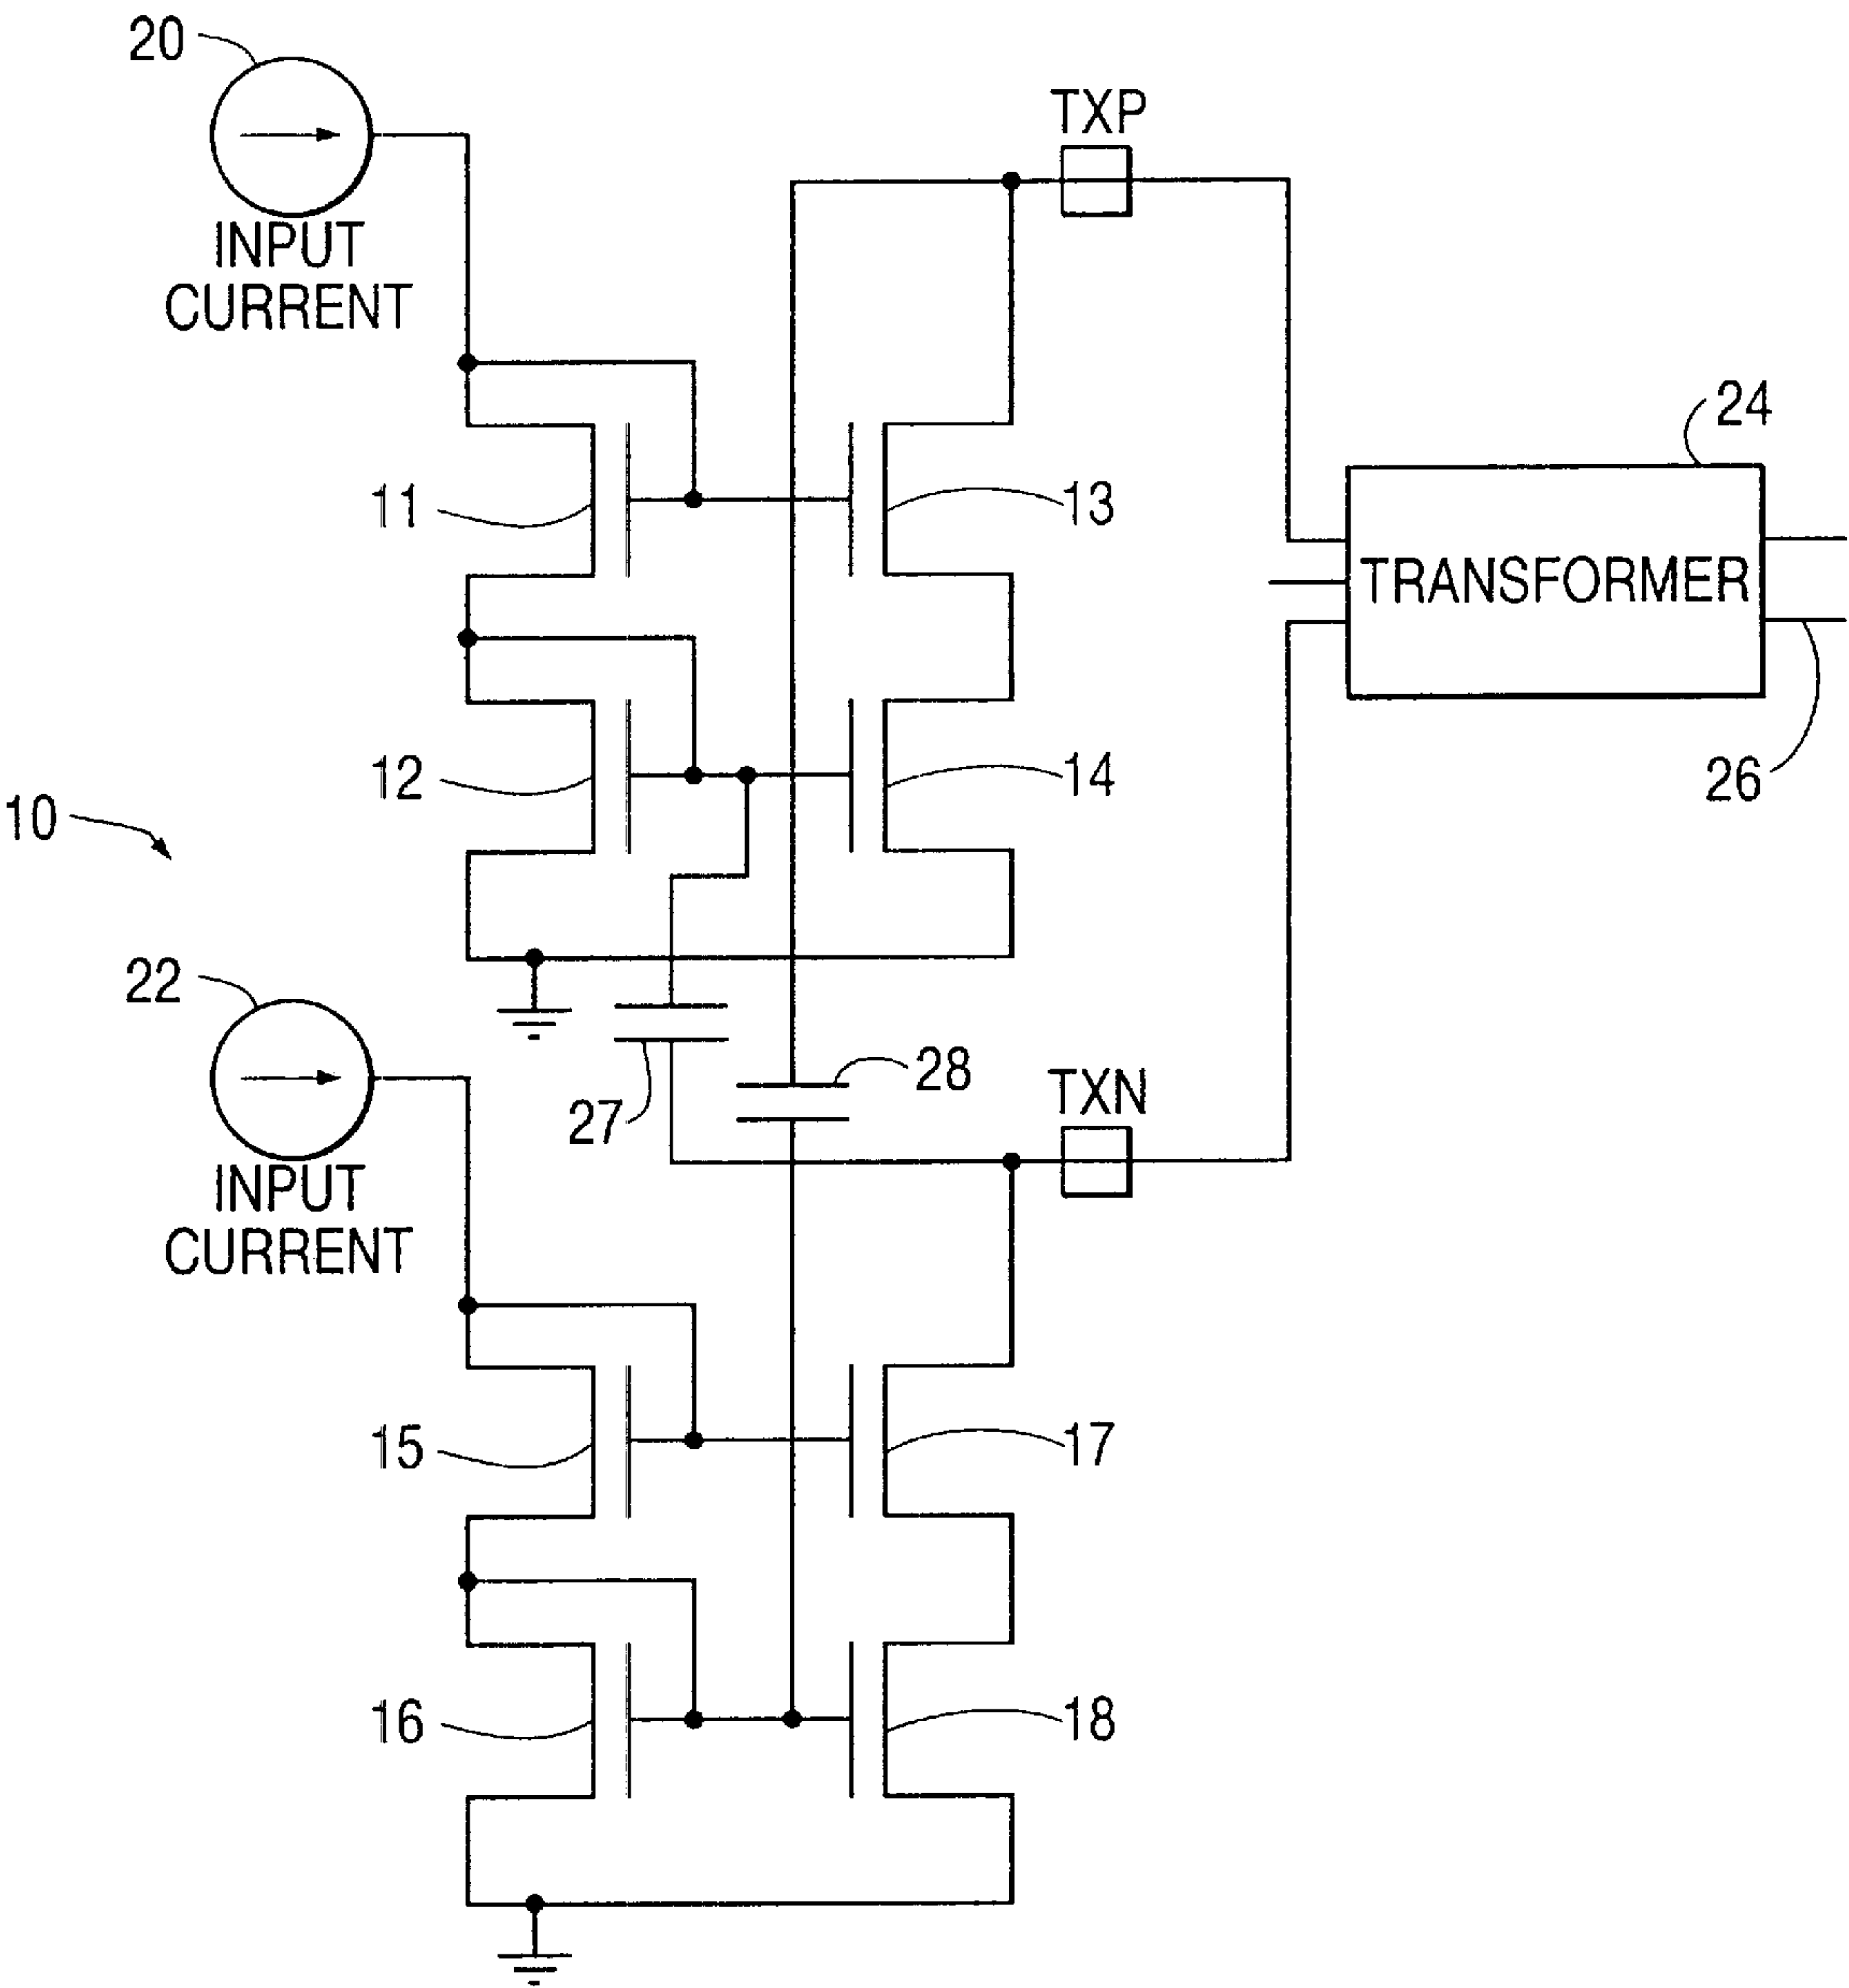 20
INPUT
CURRENT
TXP
24
11
13
TRANSFORMER
12
14
26
10
22
28
27
TXN
INPUT
CURRENT
15
17
16
18